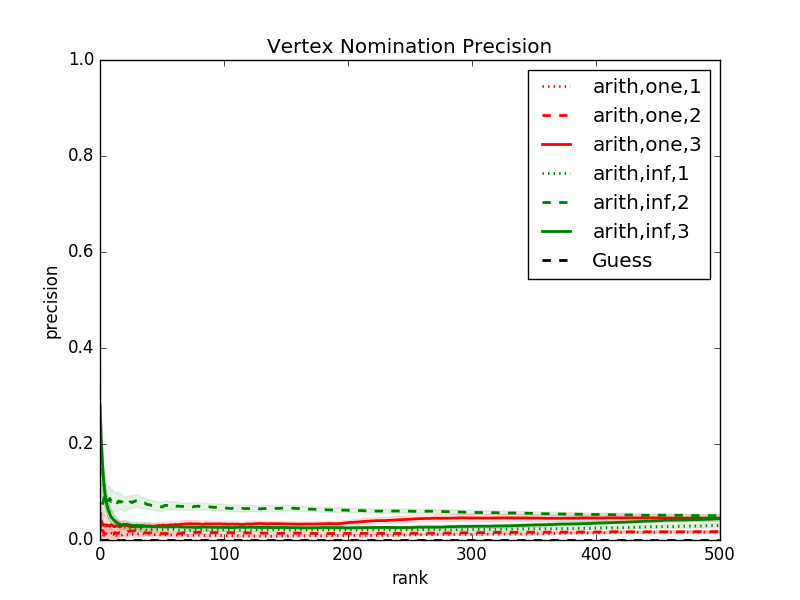 Vertex Nomination Precision
1.0
0.8
0.6
0.4
0.2
0.0
precision
arith,one,1
arith,one,2
arith,one,3
arith,inf,1
arith,inf,2
arith,inf,3
Guess
0 100 200 300 400 500
rank